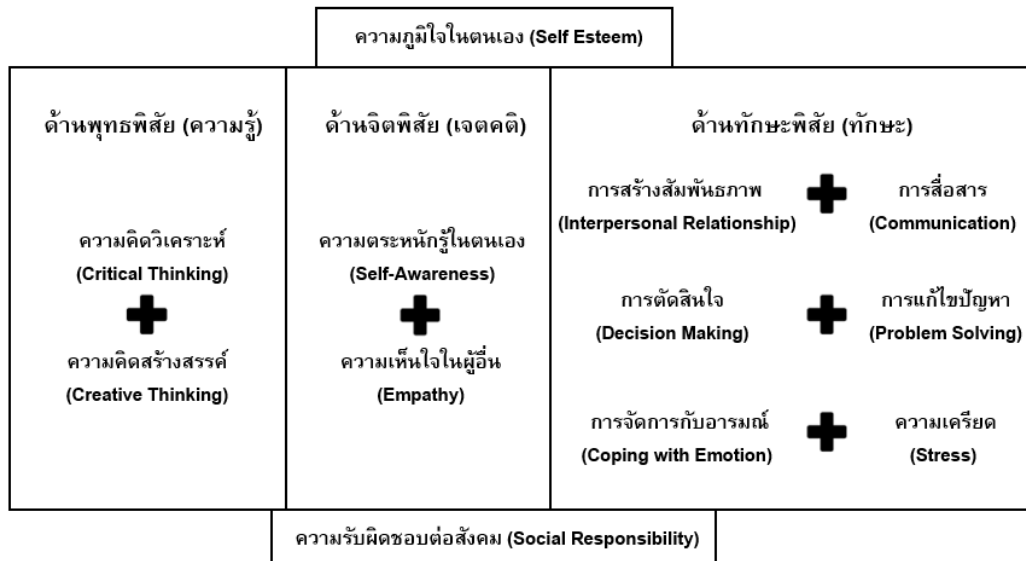 ความภูมิใจในตนเอง (Self Esteem)
ด้านพุทธพิสัย (ความรู้)
ความคิดวิเคราะห์
(Critical Thinking)
ความคิดสร้างสรรค์
(Creative Thinking)
ด้านจิตพิสัย (เจตคติ)
ความตระหนักรู้ในตนเอง
(Self-Awareness)
ความเห็นใจในผู้อื่น
(Empathy)
ด้านทักษะพิสัย (ทักษะ)
การสร้างสัมพันธภาพ
(Interpersonal Relationship)
การสื่อสาร
(Communication)
การตัดสินใจ
(Decision Making)
การแก้ไขปัญหา
(Problem Solving)
การจัดการกับอารมณ์
(Coping with Emotion)
ความเครียด
(Stress)
ความรับผิดชอบต่อสังคม (Social Responsibility)